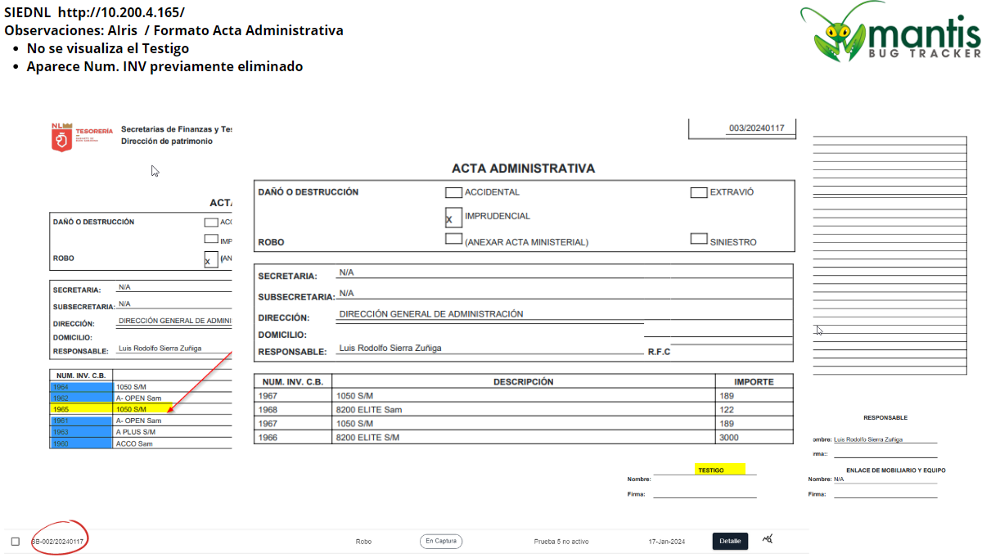 SIEDNL http://10.200.4.165/
Observaciones: AIris / Formato Acta Administrativa
• No se visualiza el Testigo
• Aparece Num. INV previamente eliminado
mantis
BUG TRACKER
NL
TESORERÍA
Secretarias de Finanzas y Tes
Dirección de patrimonio
ACTA
DAÑÓ O DESTRUCCIÓN
ACC
IMP
ROBO
x
(AN
SECRETARIA: N/A
SUBSECRETARIA: N/A
DIRECCIÓN: DIRECCIÓN GENERAL DE ADMINI
DOMICILIO:
RESPONSABLE: Luis Rodolfo Sierra Zuñiga
NUM. INV. C.B.
1964 1050 S/M
1962 A- OPEN Sam
1965 1050 S/M
1961 A- OPEN Sam
1963 A PLUS S/M
1960 ACCO Sam
003/20240117
ACTA ADMINISTRATIVA
DAÑÓ O DESTRUCCIÓN ACCIDENTAL EXTRAVIÓ
x IMPRUDENCIAL
ROBO (ANEXAR ACTA MINISTERIAL) SINIESTRO
SECRETARIA: N/A
SUBSECRETARIA: N/A
DIRECCIÓN: DIRECCIÓN GENERAL DE ADMINISTRACIÓN
DOMICILIO:
RESPONSABLE: Luis Rodolfo Sierra Zuñiga R.F.C
NUM. INV. C.B. DESCRIPCIÓN IMPORTE
1967 1050 S/M 189
1968 8200 ELITE Sam 122
1967 1050 S/M 189
1966 8200 ELITE S/M 3000
TESTIGO
Nombre:
Firma:
RESPONSABLE
ombre: Luis Rodolfo Sierra Zuñiga
rma::
ENLACE DE MOBILIARIO Y EQUIPO
Nombre: N/A
Firma:
BB-002/20240117 Robo En Captura Prueba 5 no activo 17-Jan-2024 Detalle